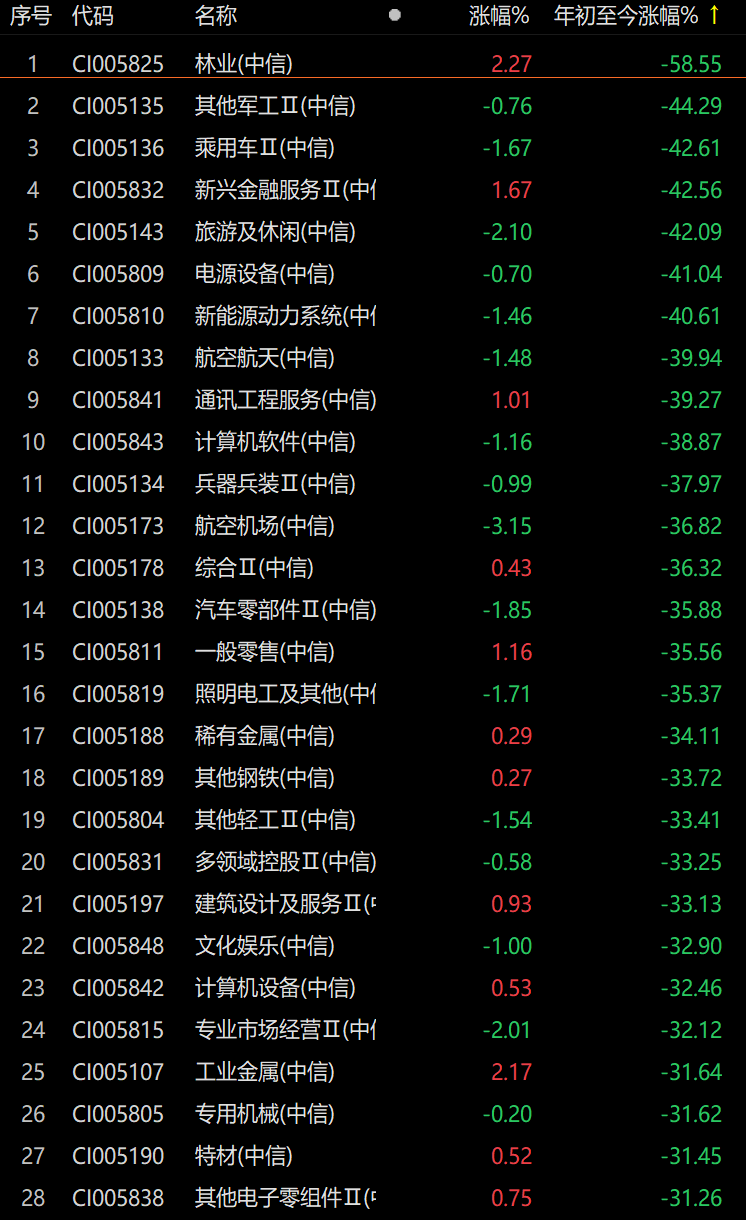 序号 代码 名称 涨幅% 年初至今涨幅% ↑
1 CI005825 林业(中信) 2.27 -58.55
2 CI005135 其他军工Ⅱ(中信) -0.76 -44.29
3 CI005136 乘用车Ⅱ(中信) -1.67 -42.61
4 CI005832 新兴金融服务Ⅱ(中信 1.67 -42.56
5 CI005143 旅游及休闲(中信) -2.10 -42.09
6 CI005809 电源设备(中信) -0.70 -41.04
7 CI005810 新能源动力系统(中信 -1.46 -40.61
8 CI005133 航空航天(中信) -1.48 -39.94
9 CI005841 通讯工程服务(中信) 1.01 -39.27
10 CI005843 计算机软件(中信) -1.16 -38.87
11 CI005134 兵器兵装Ⅱ(中信) -0.99 -37.97
12 CI005173 航空机场(中信) -3.15 -36.82
13 CI005178 综合Ⅱ(中信) 0.43 -36.32
14 CI005138 汽车零部件Ⅱ(中信) -1.85 -35.88
15 CI005811 一般零售(中信) 1.16 -35.56
16 CI005819 照明电工及其他(中信 -1.71 -35.37
17 CI005188 稀有金属(中信) 0.29 -34.11
18 CI005189 其他钢铁(中信) 0.27 -33.72
19 CI005804 其他轻工Ⅱ(中信) -1.54 -33.41
20 CI005831 多领域控股Ⅱ(中信) -0.58 -33.25
21 CI005197 建筑设计及服务Ⅱ( 0.93 -33.13
22 CI005848 文化娱乐(中信) -1.00 -32.90
23 CI005842 计算机设备(中信) 0.53 -32.46
24 CI005815 专业市场经营Ⅱ(中信 -2.01 -32.12
25 CI005107 工业金属(中信) 2.17 -31.64
26 CI005805 专用机械(中信) -0.20 -31.62
27 CI005190 特材(中信) 0.52 -31.45
28 CI005838 其他电子零组件Ⅱ( 0.75 -31.26